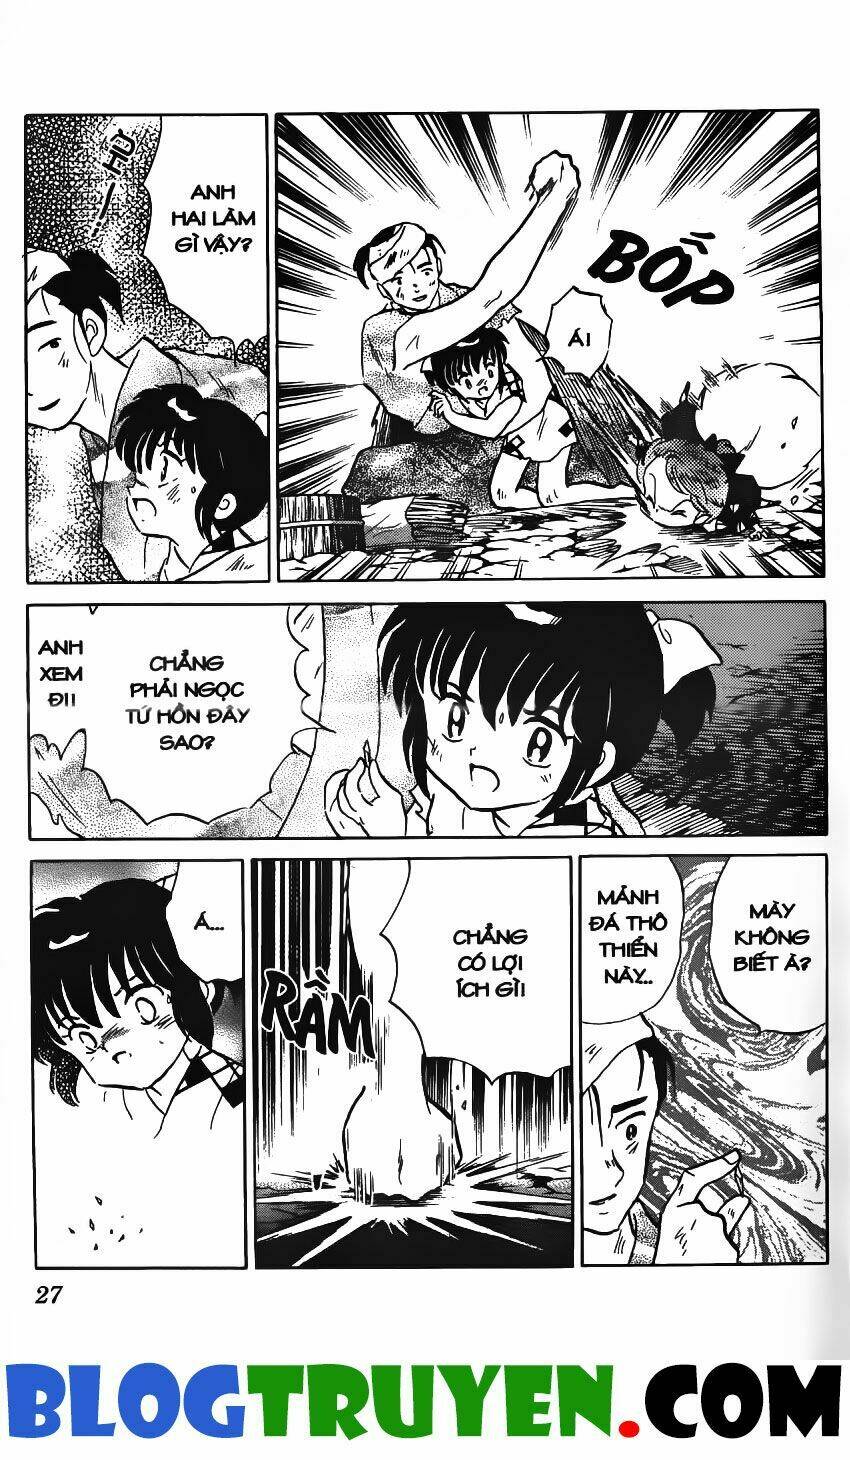 BỐP
Á!
ANH
HAI LÀM
GÌ VẬY?
HỪ
ANH
XEM
ĐI!
CHẲNG
PHẢI NGỌC
TỨ HỒN ĐÂY
SAO?
MÀY
KHÔNG
BIẾT À?
MẢNH
ĐÁ THÔ
THIỂN
NÀY...
CHẲNG
CÓ LỢI
ÍCH GÌ!
RẦM
Á...
27
BLOGTRUYEN.COM